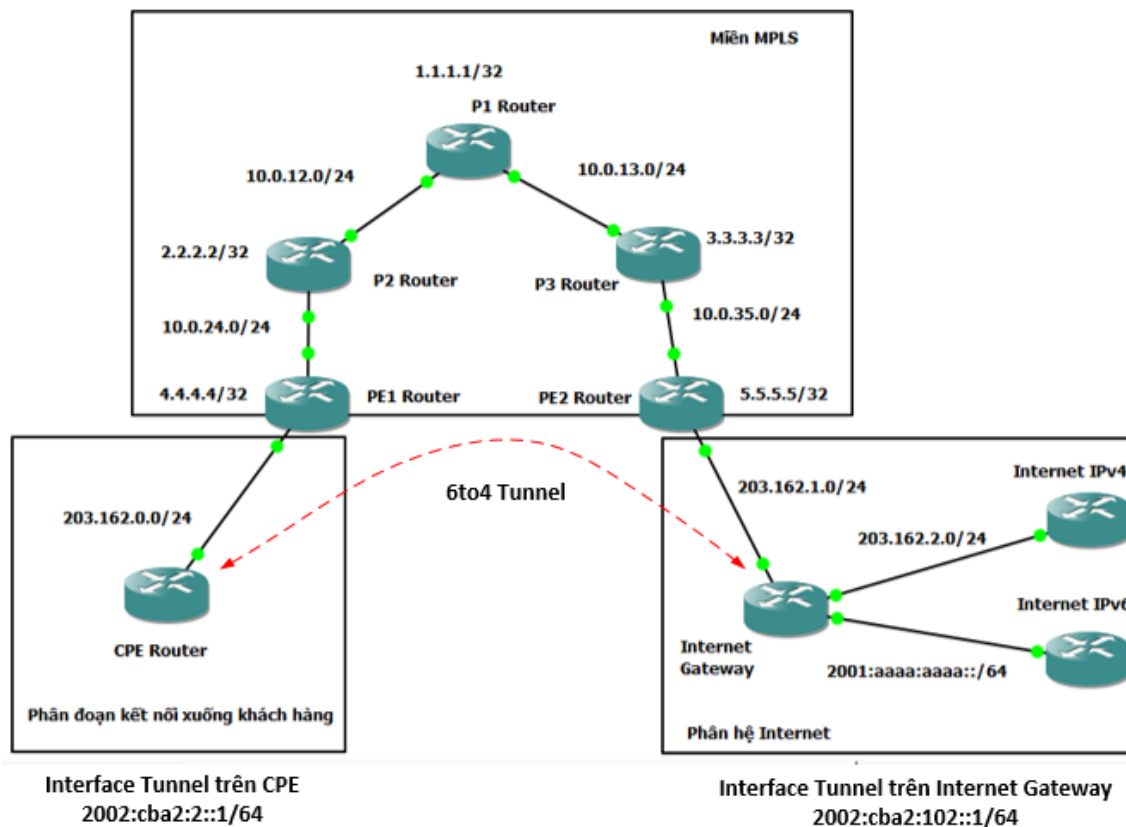 Miền MPLS
1.1.1.1/32
P1 Router
10.0.12.0/24
10.0.13.0/24
2.2.2.2/32
3.3.3.3/32
P2 Router
P3 Router
10.0.24.0/24
10.0.35.0/24
4.4.4.4/32
PE1 Router
PE2 Router
5.5.5.5/32
6to4 Tunnel
203.162.0.0/24
203.162.1.0/24
Internet IPv4
203.162.2.0/24
CPE Router
Internet IPv6
Internet
Gateway
2001:aaaa:aaaa::/64
Phân đoạn kết nối xuống khách hàng
Phân hệ Internet
Interface Tunnel trên CPE
2002:cba2:2::1/64
Interface Tunnel trên Internet Gateway
2002:cba2:102::1/64